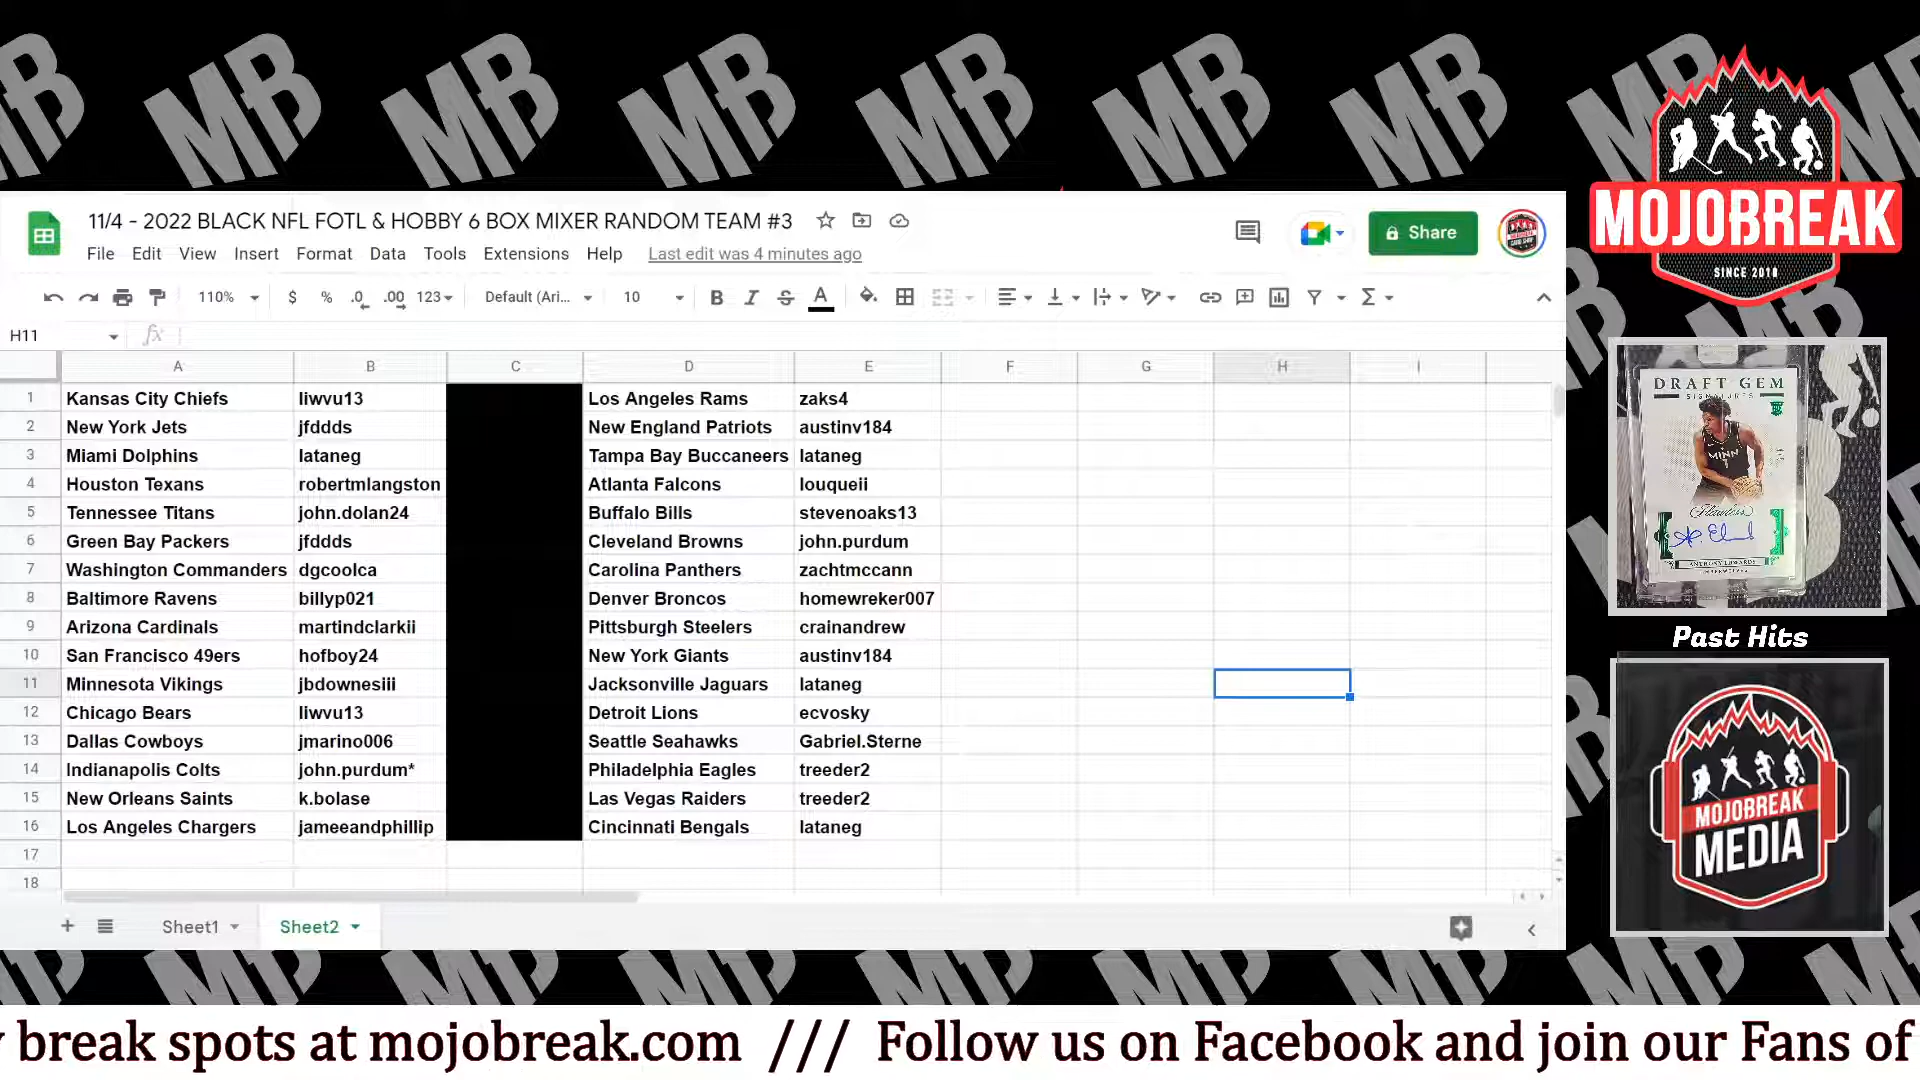 11/4 - 2022 BLACK NFL FOTL & HOBBY 6 BOX MIXER RANDOM TEAM #3
Share
File Edit View Insert Format Data Tools Extensions Help Last edit was 4 minutes ago
110% $ % .0 .00 123 Default (Ari... 10 B I S A Σ
H11 fx
A B C D E F G H I
1 Kansas City Chiefs liwvu13 Los Angeles Rams zaks4
2 New York Jets jfddds New England Patriots austinv184
3 Miami Dolphins lataneg Tampa Bay Buccaneers lataneg
4 Houston Texans robertmlangston Atlanta Falcons louqueii
5 Tennessee Titans john.dolan24 Buffalo Bills stevenoaks13
6 Green Bay Packers jfddds Cleveland Browns john.purdum
7 Washington Commanders dgcoolca Carolina Panthers zachtmccann
8 Baltimore Ravens billyp021 Denver Broncos homewreker007
9 Arizona Cardinals martindclarkii Pittsburgh Steelers crainandrew
10 San Francisco 49ers hofboy24 New York Giants austinv184
11 Minnesota Vikings jbdownesiii Jacksonville Jaguars lataneg
12 Chicago Bears liwvu13 Detroit Lions ecvosky
13 Dallas Cowboys jmarino006 Seattle Seahawks Gabriel.Sterne
14 Indianapolis Colts john.purdum* Philadelphia Eagles treeder2
15 New Orleans Saints k.bolase Las Vegas Raiders treeder2
16 Los Angeles Chargers jameeandphillip Cincinnati Bengals lataneg
17
18
+ Sheet1 Sheet2
MOJOBREAK
SINCE 2010
DRAFT GEM
SIGNATURES
MINN
1
Flawless
ANTHONY EDWARDS
Past Hits
MOJOBREAK
MEDIA
break spots at mojobreak.com /// Follow us on Facebook and join our Fans of